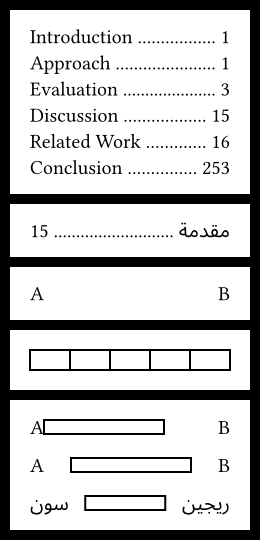 Introduction ................. 1
Approach ....................... 1
Evaluation ..................... 3
Discussion ................... 15
Related Work ............. 16
Conclusion ............... 253
مقدمة ........................... 15
A B
A B
A B
ريجين سون